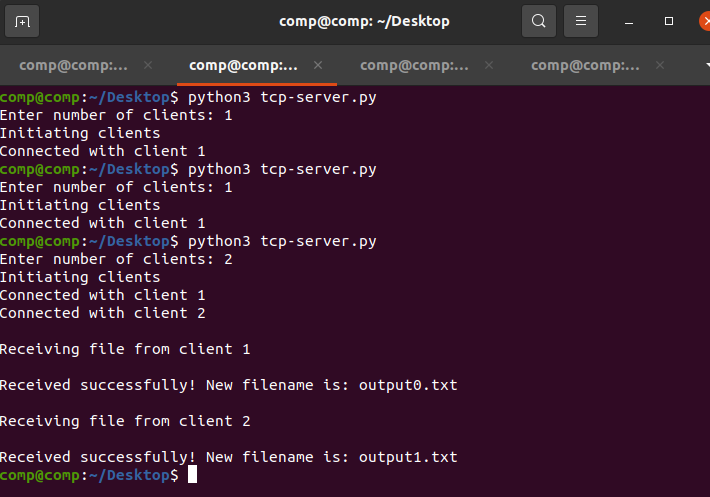 comp@comp: ~/Desktop
comp@comp:... × comp@comp:... × comp@comp:... × comp@comp:... ×
comp@comp:~/Desktop$ python3 tcp-server.py
Enter number of clients: 1
Initiating clients
Connected with client 1
comp@comp:~/Desktop$ python3 tcp-server.py
Enter number of clients: 1
Initiating clients
Connected with client 1
comp@comp:~/Desktop$ python3 tcp-server.py
Enter number of clients: 2
Initiating clients
Connected with client 1
Connected with client 2
Receiving file from client 1
Received successfully! New filename is: output0.txt
Receiving file from client 2
Received successfully! New filename is: output1.txt
comp@comp:~/Desktop$